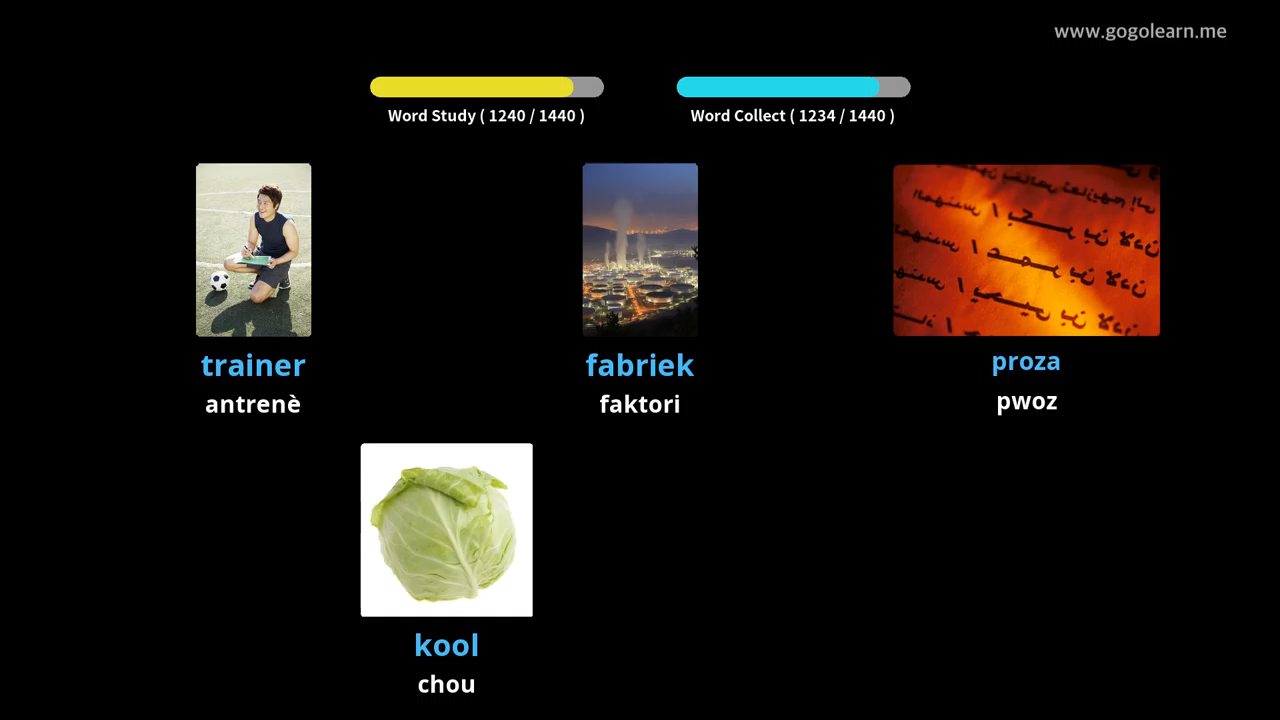 www.gogolearn.me
Word Study ( 1240 / 1440 )
Word Collect ( 1234 / 1440 )
trainer
fabriek
proza
antrenè
faktori
pwoz
kool
chou